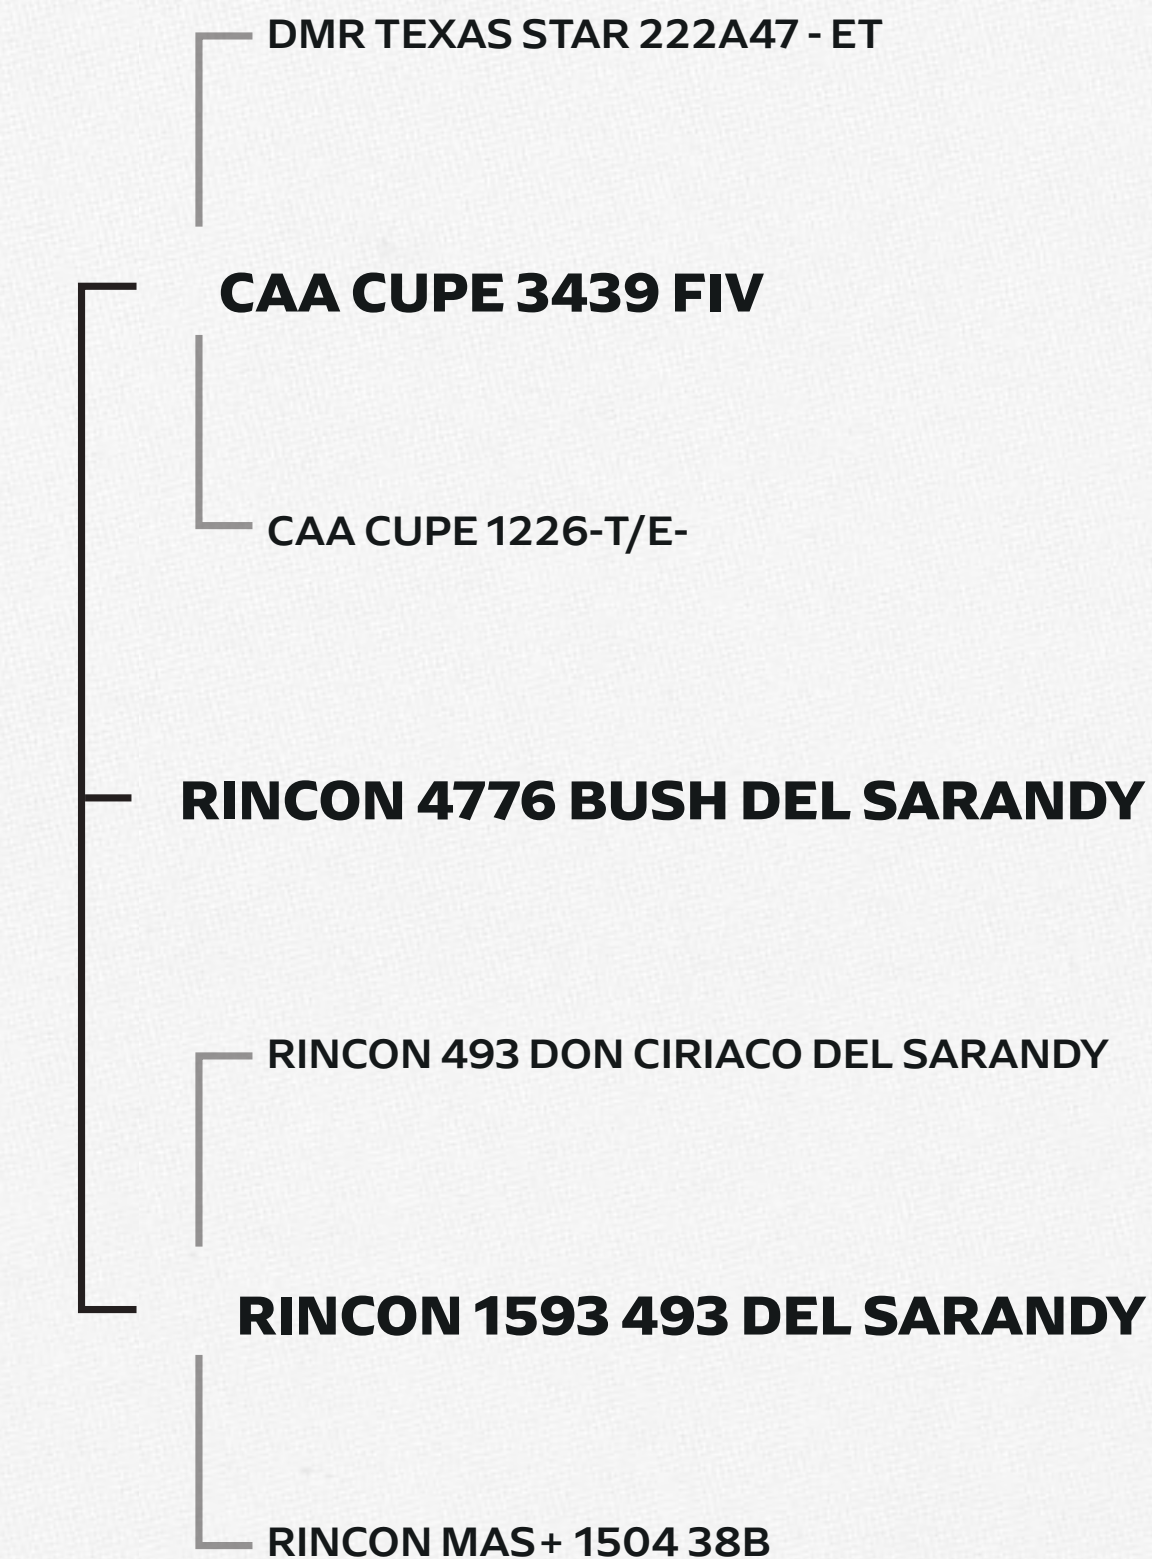 DMR TEXAS STAR 222A47 - ET
CAA CUPE 3439 FIV
CAA CUPE 1226-T/E-
RINCON 4776 BUSH DEL SARANDY
RINCON 493 DON CIRIACO DEL SARANDY
RINCON 1593 493 DEL SARANDY
RINCON MAS+ 1504 38B